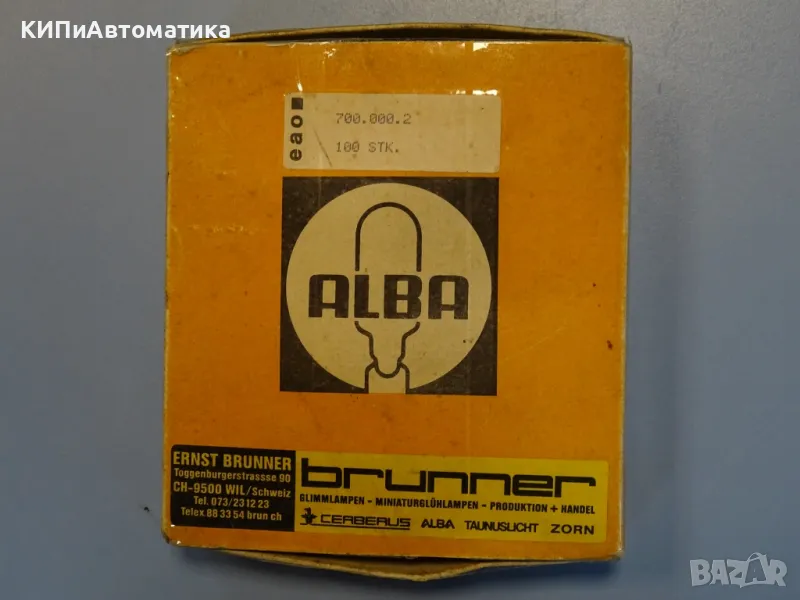 КИПиАвтоматика
eao
700.000.2
100 STK.
ALBA
ERNST BRUNNER
Toggenburgerstrassse 90
CH-9500 WIL/Schweiz
Tel. 073/23 12 23
Telex 88 33 54 brun ch
brunner
GLIMMLAMPEN - MINIATURGLÜHLAMPEN - PRODUKTION + HANDEL
CERBERUS ALBA TAUNUSLICHT ZORN
BAZAR